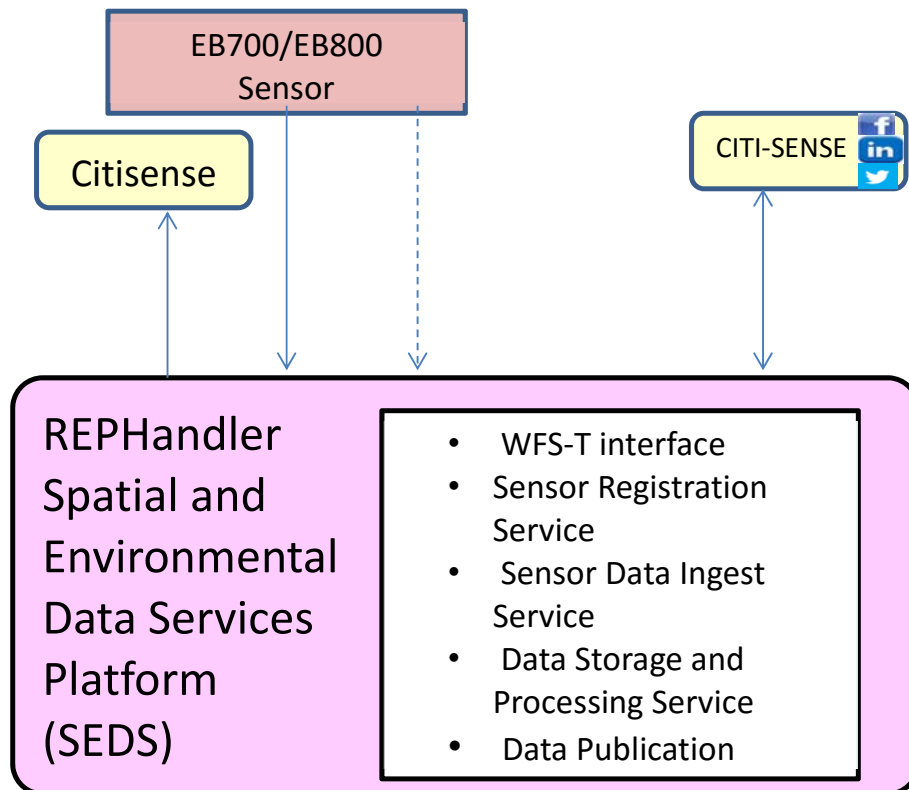 EB700/EB800
Sensor
Citisense
CITI-SENSE
f
in
REPHandler
Spatial and
Environmental
Data Services
Platform
(SEDS)
• WFS-T interface
• Sensor Registration
Service
• Sensor Data Ingest
Service
• Data Storage and
Processing Service
• Data Publication